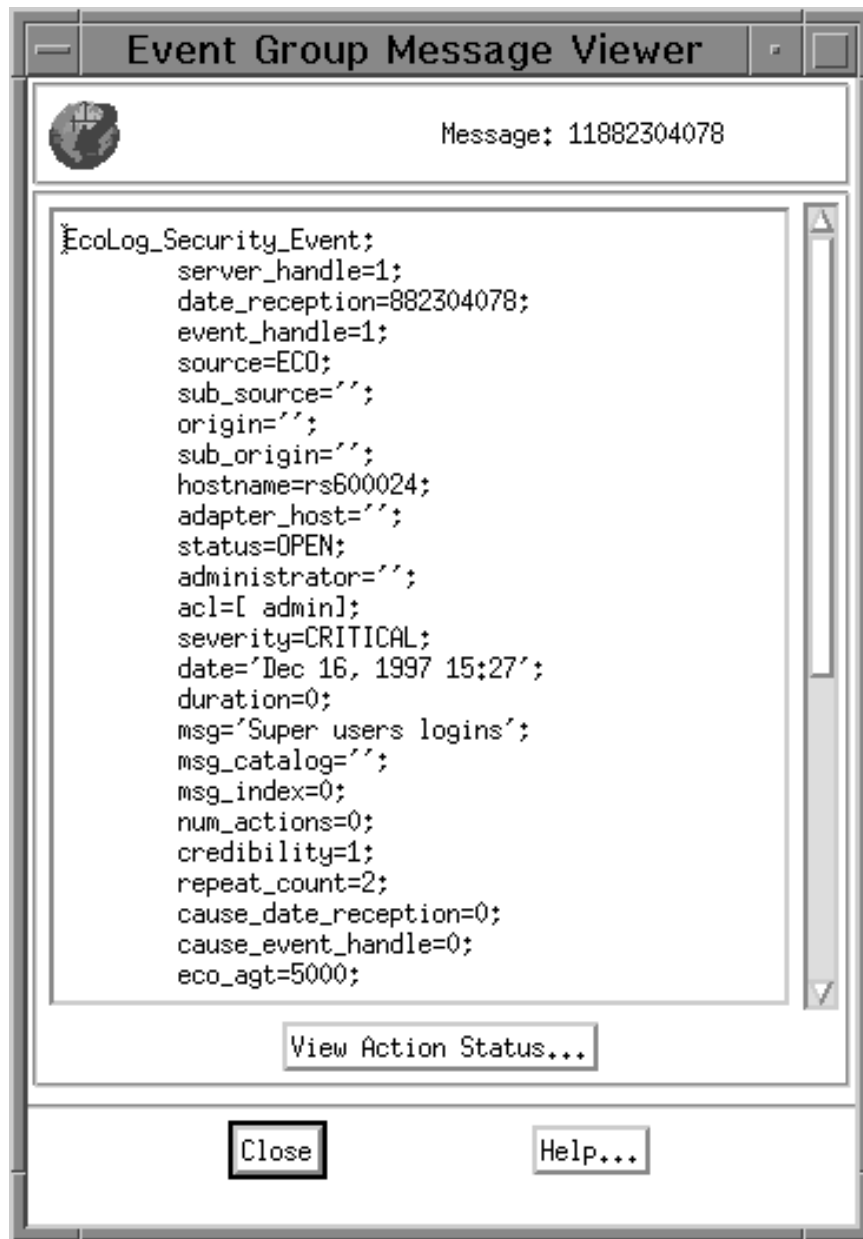 Event Group Message Viewer
Message: 11882304078
EcoLog_Security_Event;
server_handle=1;
date_reception=882304078;
event_handle=1;
source=ECO;
sub_source='';
origin='';
sub_origin='';
hostname=rs600024;
adapter_host='';
status=OPEN;
administrator='';
acl=[ admin];
severity=CRITICAL;
date='Dec 16, 1997 15:27';
duration=0;
msg='Super users logins';
msg_catalog='';
msg_index=0;
num_actions=0;
credibility=1;
repeat_count=2;
cause_date_reception=0;
cause_event_handle=0;
eco_agt=5000;
View Action Status...
Close
Help...